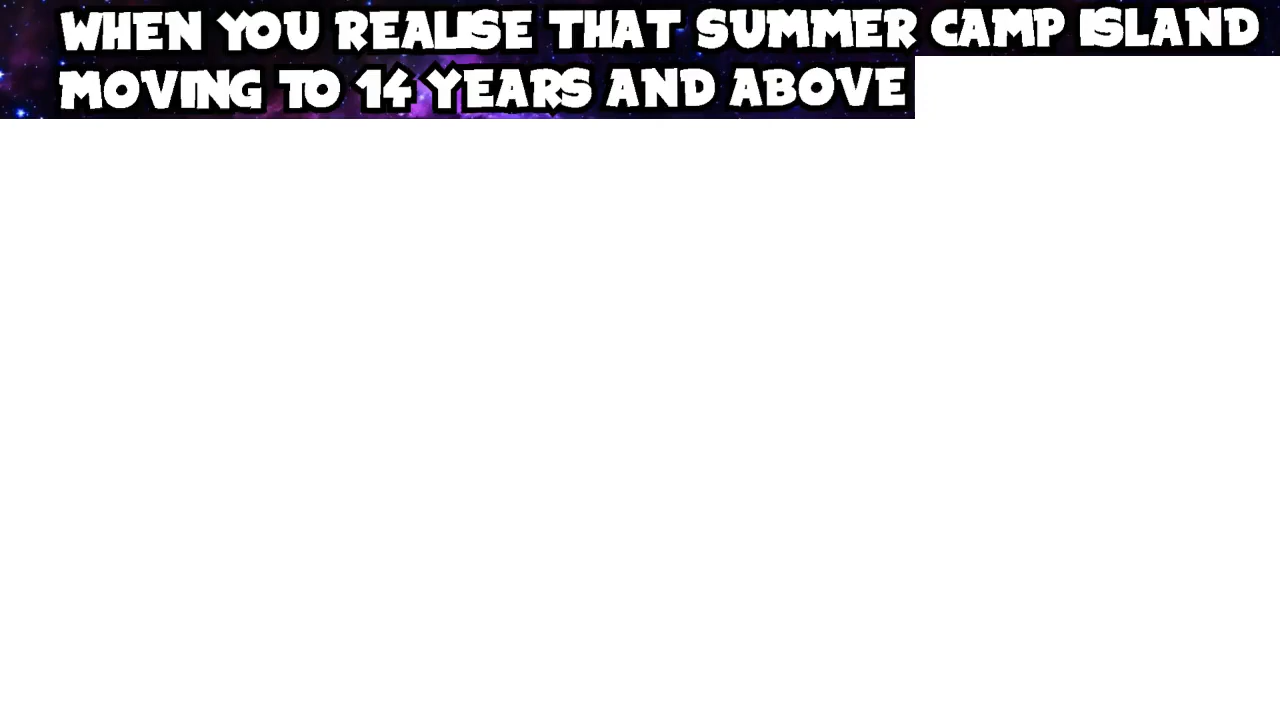 WHEN YOU REALISE THAT SUMMER CAMP ISLAND
MOVING TO 14 YEARS AND ABOVE